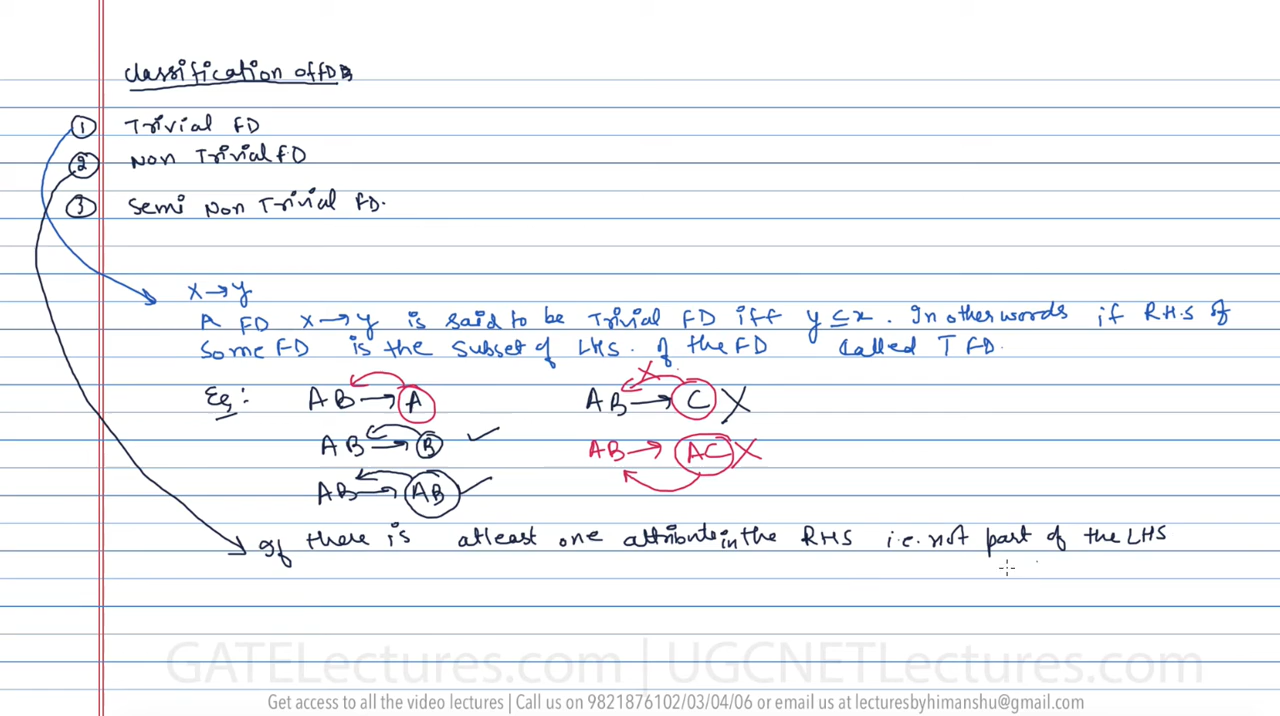 Classification of FDs
① Trivial FD
② Non Trivial FD
③ Semi Non Trivial FD.
X → y
A FD X → y is said to be Trivial FD iff y ⊆ x. In other words if RHS of
Some FD is the subset of LHS. of the FD called T FD.
Eg: AB → A AB → C X
AB → B ✓ AB → AC X
AB → AB ✓
If there is atleast one attribute in the RHS i.e. not part of the LHS
GATELectures.com | UGCNETLectures.com
Get access to all the video lectures | Call us on 9821876102/03/04/06 or email us at lecturesbyhimanshu@gmail.com